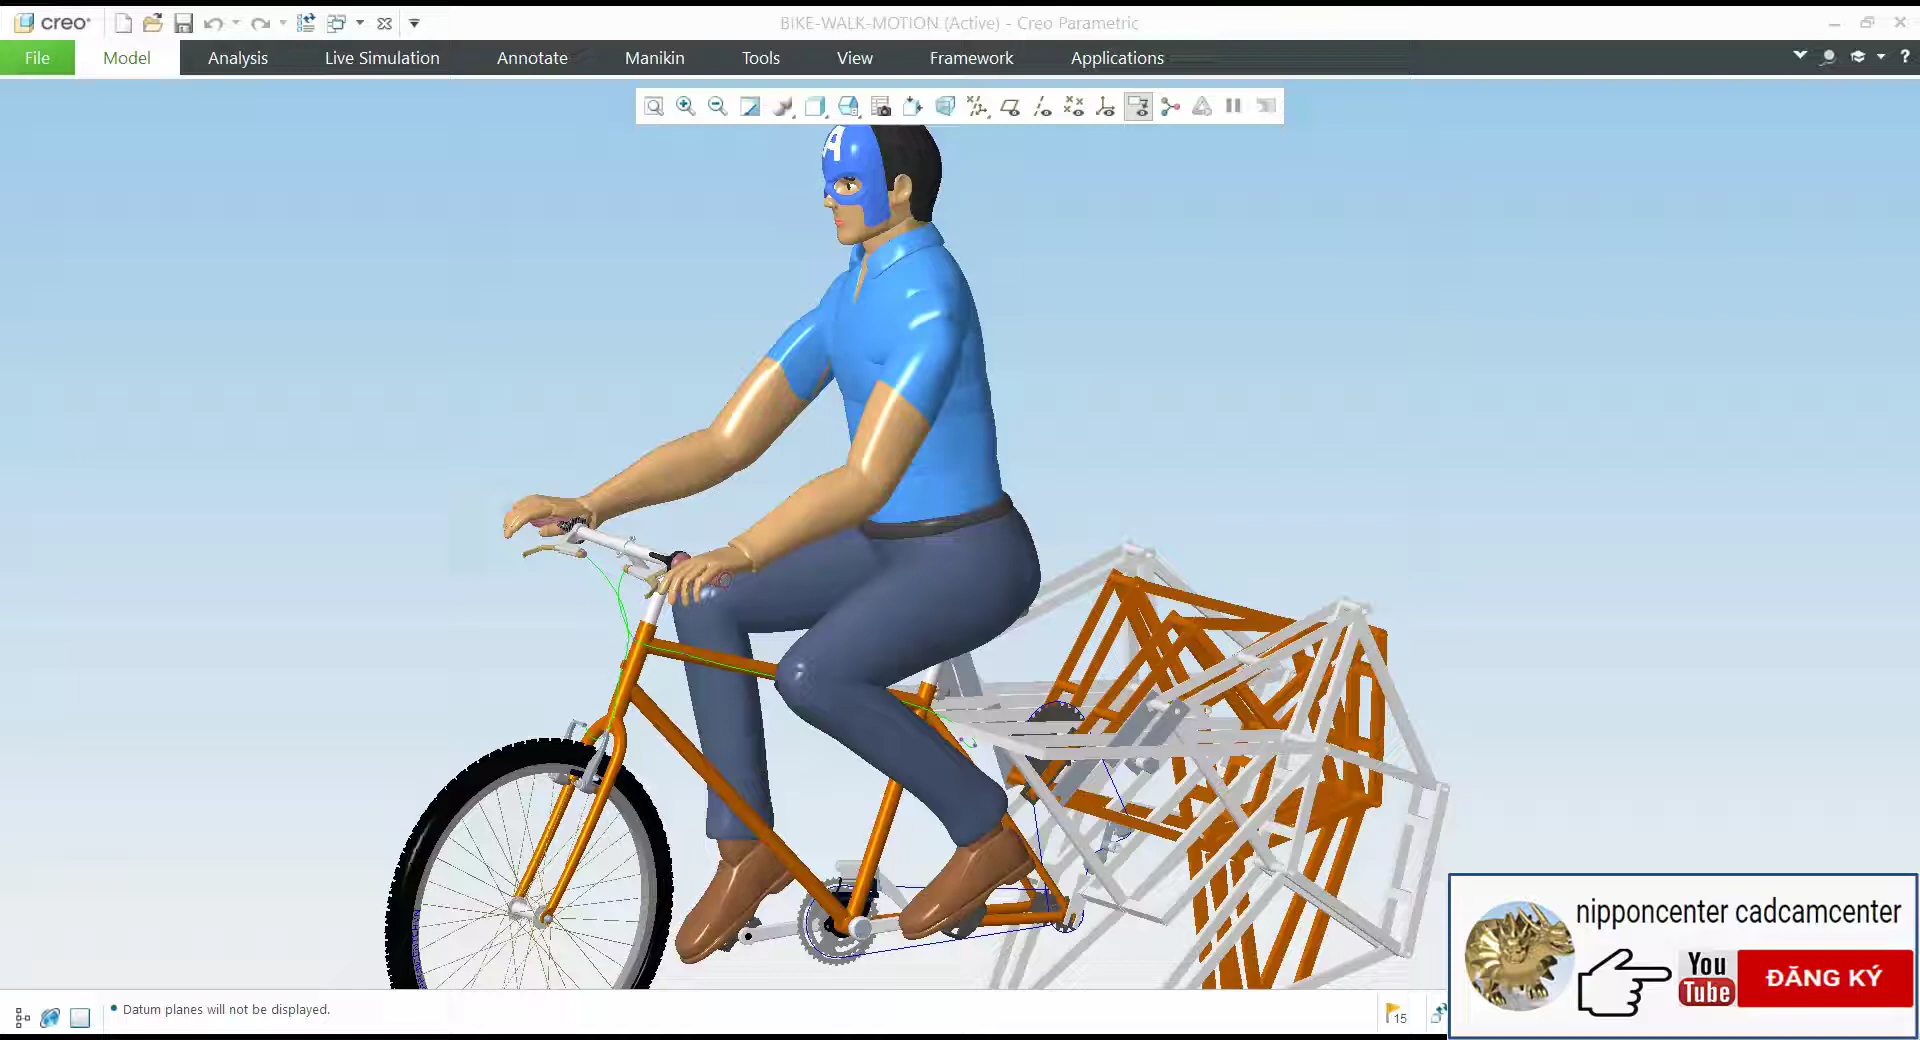 creo
BIKE-WALK-MOTION (Active) - Creo Parametric
File Model Analysis Live Simulation Annotate Manikin Tools View Framework Applications
?
A
nipponcenter cadcamcenter
You
Tube
ĐĂNG KÝ
• Datum planes will not be displayed.
15